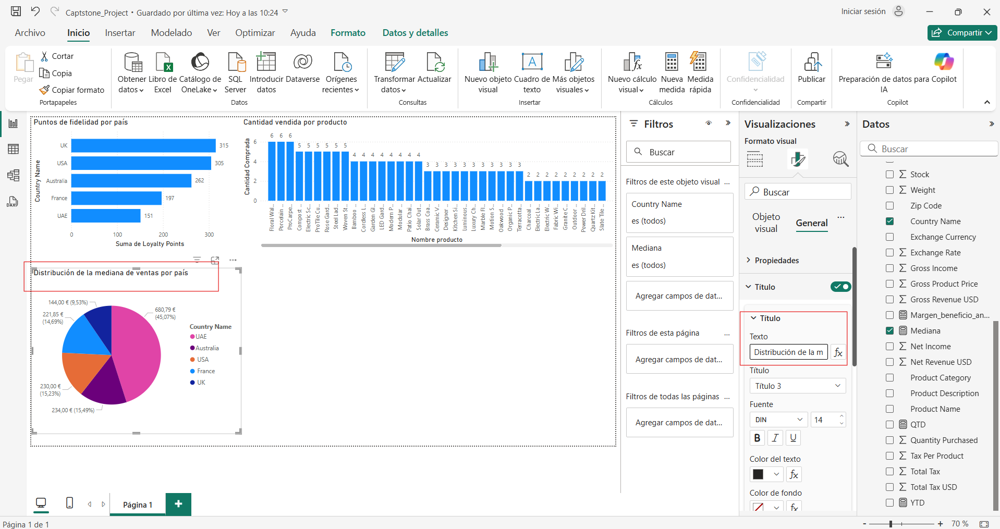 Captstone_Project • Guardado por última vez: Hoy a las 10:24
Iniciar sesión
Archivo
Inicio
Insertar
Modelado
Ver
Optimizar
Ayuda
Formato
Datos y detalles
Compartir
Pegar
Cortar
Copia
Copiar formato
Portapapeles
Obtener datos
Libro de Excel
Catálogo de OneLake
SQL Server
Introducir datos
Dataverse
Orígenes recientes
Datos
Transformar datos
Actualizar
Consultas
Nuevo objeto visual
Cuadro de texto
Más objetos visuales
Insertar
Nuevo cálculo visual
Nueva medida
Medida rápida
Cálculos
Confidencialidad
Confidencialidad
Publicar
Compartir
Preparación de datos para IA
Copilot
Copilot
DAX
Puntos de fidelidad por país
Country Name
UK 315
USA 305
Australia 262
France 197
UAE 151
0 100 200 300
Suma de Loyalty Points
Cantidad vendida por producto
Cantidad Comprada
6
4
2
0
6 6 6 5 5 5 5 5 5 4 4 4 4 4 4 4 4 3 3 3 3 3 3 3 3 3 3 3 2 2 2 2 2 2 2 2 2
Floral Wal...
Porcelain ...
ProCarpe...
Compost ...
Electric Sc...
ProTile Cu...
Rose Gard...
Steel Lad...
Woven St...
Bamboo ...
Cordless L...
Garden Gl...
LED Gard...
Modern P...
Modular ...
Patio Chai...
Solar Out...
Brass Coa...
Ceramic V...
Designer ...
Kitchen Si...
Luminous...
Luxury Ch...
Marble Fl...
Motion S...
Oakwood ...
Organic P...
Terracotta...
Charcoal ...
Electric La...
Electric W...
Fabric Wi...
Granite C...
Outdoor ...
Power Dril...
Quartz Kit...
Slate Tile ...
Nombre producto
Distribución de la mediana de ventas por país
144,00 € (9,53%)
221,85 €
(14,69%)
680,79 €
(45,07%)
230,00 €
(15,23%)
234,00 € (15,49%)
Country Name
UAE
Australia
USA
France
UK
Filtros
Buscar
Filtros de este objeto visual ...
Country Name
es (todos)
Mediana
es (todos)
Agregar campos de dat...
Filtros de esta página ...
Agregar campos de dat...
Filtros de todas las páginas ...
Agregar campos de dat...
Visualizaciones
Formato visual
Buscar
Objeto visual
General
...
Propiedades
Título
Título
Texto
Distribución de la m
fx
Título
Título 3
Fuente
DIN
14
B I U
Color del texto
fx
Color de fondo
fx
Datos
Buscar
Stock
Weight
Zip Code
Country Name
Exchange Currency
Exchange Rate
Gross Income
Gross Product Price
Gross Revenue USD
Margen_beneficio_an...
Mediana
Net Income
Net Revenue USD
Product Category
Product Description
Product Name
QTD
Quantity Purchased
Tax Per Product
Total Tax
Total Tax USD
YTD
Página 1
+
Página 1 de 1
- + 70 %